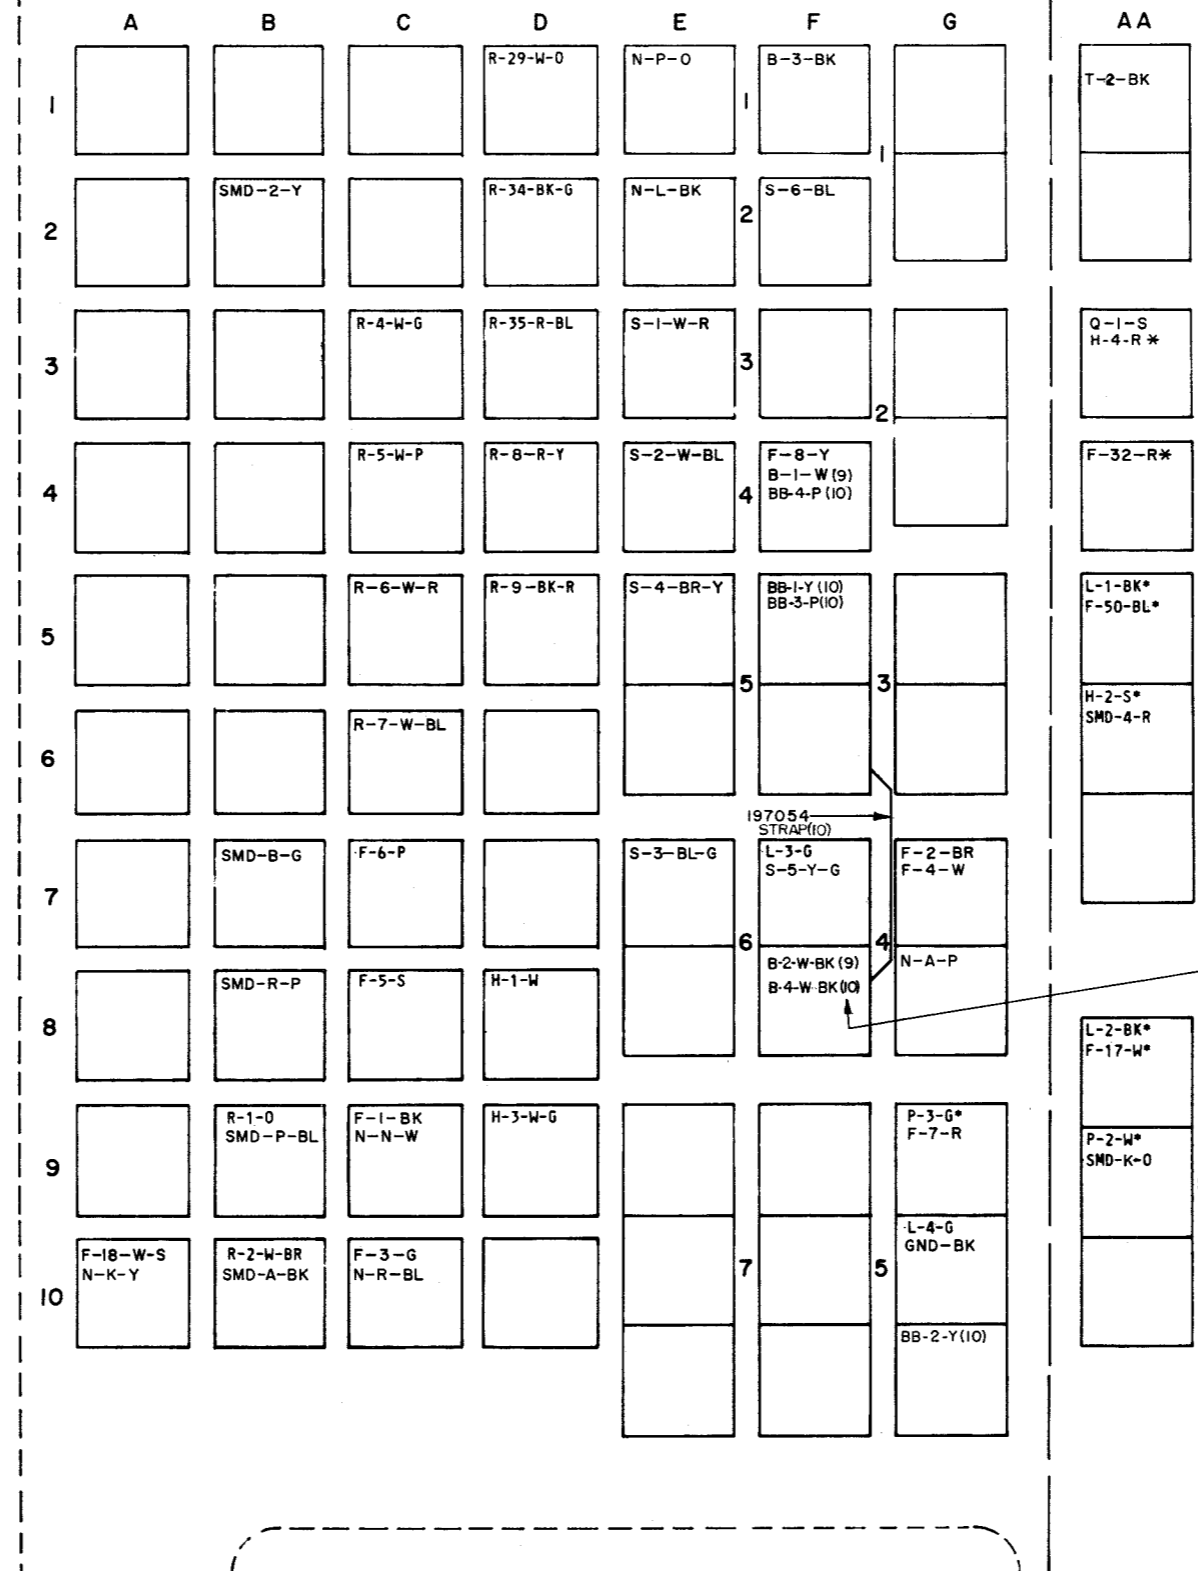 A B C D E F G AA
R-29-W-O
N-P-O
B-3-BK
T-2-BK
1
1
1
SMD-2-Y
R-34-BK-G
N-L-BK
S-6-BL
2
2
R-4-W-G
R-35-R-BL
S-1-W-R
Q-1-S
H-4-R*
3
3
2
R-5-W-P
R-8-R-Y
S-2-W-BL
F-8-Y
B-1-W(9)
BB-4-P(10)
F-32-R*
4
4
R-6-W-R
R-9-BK-R
S-4-BR-Y
BB-1-Y(10)
BB-3-P(10)
L-1-BK*
F-50-BL*
5
5
3
R-7-W-BL
H-2-S*
SMD-4-R
6
197054
STRAP(10)
SMD-B-G
F-6-P
S-3-BL-G
L-3-G
S-5-Y-G
F-2-BR
F-4-W
7
6
4
SMD-R-P
F-5-S
H-1-W
B-2-W-BK(9)
B-4-W-BK(10)
N-A-P
8
L-2-BK*
F-17-W*
R-1-O
SMD-P-BL
F-1-BK
N-N-W
H-3-W-G
P-3-G*
F-7-R
P-2-W*
SMD-K-O
9
F-18-W-S
N-K-Y
R-2-W-BR
SMD-A-BK
F-3-G
N-R-BL
L-4-G
GND-BK
10
7
5
BB-2-Y(10)